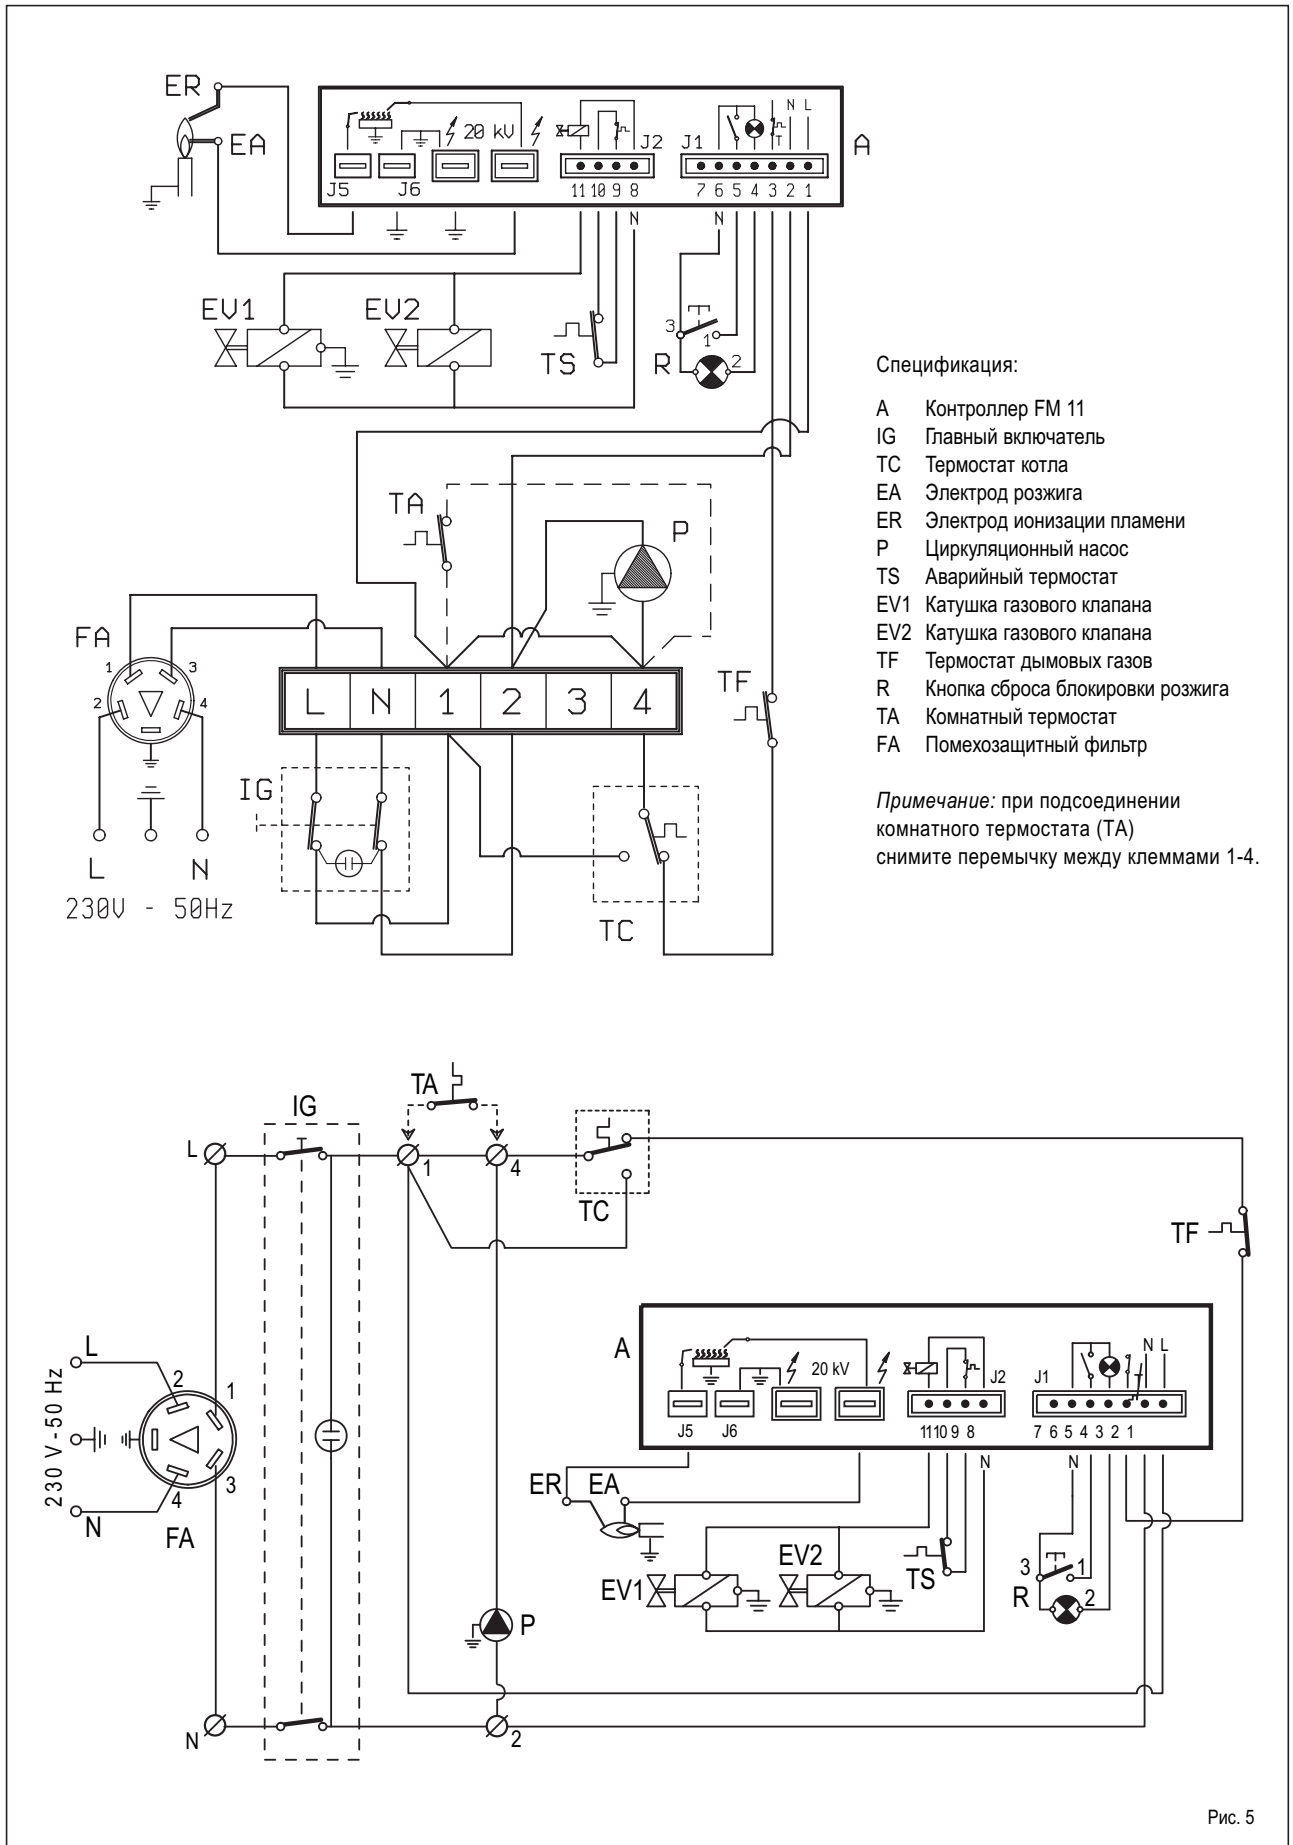 ER
EA
20 kV
J2
J1
N L
A
J5
J6
11 10 9 8
7 6 5 4 3 2 1
N
N
EV1
EV2
TS
3
1
R
2
Спецификация:
A Контроллер FM 11
IG Главный включатель
TC Термостат котла
EA Электрод розжига
ER Электрод ионизации пламени
P Циркуляционный насос
TS Аварийный термостат
EV1 Катушка газового клапана
EV2 Катушка газового клапана
TF Термостат дымовых газов
R Кнопка сброса блокировки розжига
TA Комнатный термостат
FA Помехозащитный фильтр
Примечание: при подсоединении
комнатного термостата (TA)
снимите перемычку между клеммами 1-4.
TA
P
FA
1
3
2
4
L N 1 2 3 4
TF
IG
L
N
230V - 50Hz
TC
TA
IG
L
1
4
TC
TF
A
20 kV
J2
J1
N L
J5
J6
11 10 9 8
7 6 5 4 3 2 1
N
N
L
2
1
230 V -50 Hz
4
3
N
FA
ER
EA
EV1
EV2
TS
3
1
R
2
P
N
2
Рис. 5